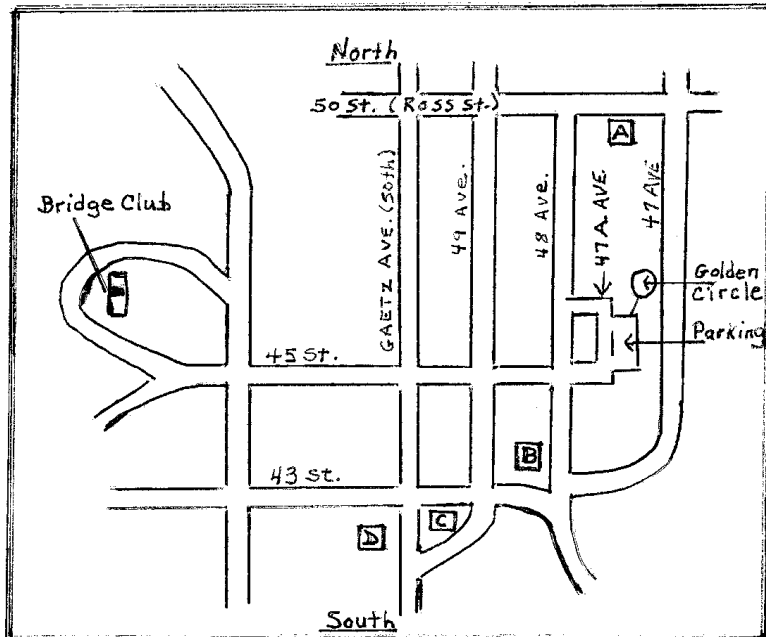 North
50 St. (Ross St.)
A
GAETZ AVE. (50th)
49 Ave.
48 Ave.
47A. AVE.
47 AVE
Bridge Club
Golden
Circle
Parking
45 St.
B
43 St.
C
D
South